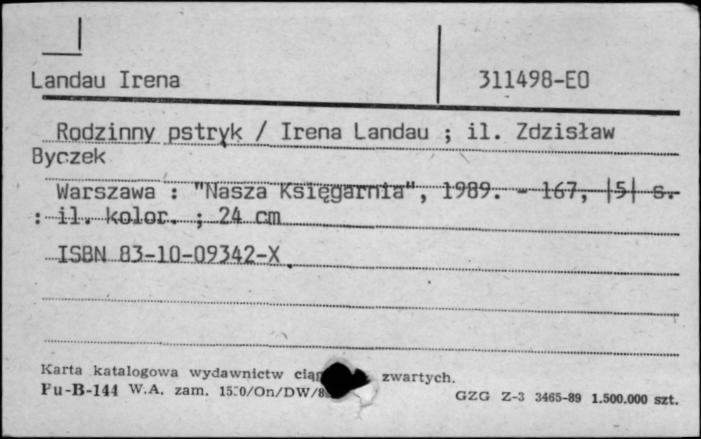 Landau Irena 311498-EO
Rodzinny pstryk / Irena Landau ; il. Zdzisław
Byczek
Warszawa : "Nasza Księgarnia", 1989. - 167, |5| s.
: il. kolor. ; 24 cm
ISBN 83-10-09342-X
Karta katalogowa wydawnictw zwartych.
Pu-B-144 W.A. zam.
GZG Z-3 3465-89 1.500.000 szt.